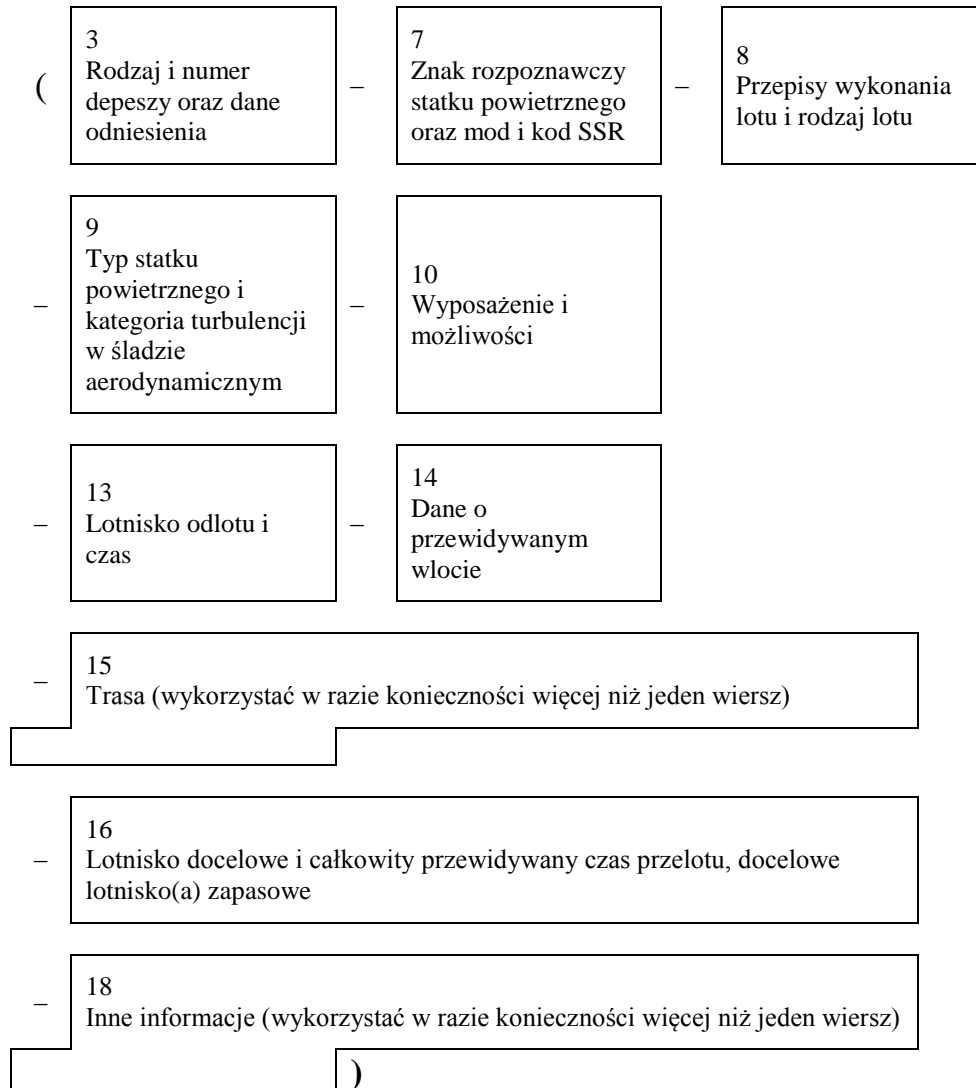 (
3
Rodzaj i numer
depeszy oraz dane
odniesienia
–
7
Znak rozpoznawczy
statku powietrznego
oraz mod i kod SSR
–
8
Przepisy wykonania
lotu i rodzaj lotu
–
9
Typ statku
powietrznego i
kategoria turbulencji
w śladzie
aerodynamicznym
–
10
Wyposażenie i
możliwości
–
13
Lotnisko odlotu i
czas
–
14
Dane o
przewidywanym
wlocie
–
15
Trasa (wykorzystać w razie konieczności więcej niż jeden wiersz)
–
16
Lotnisko docelowe i całkowity przewidywany czas przelotu, docelowe
lotnisko(a) zapasowe
–
18
Inne informacje (wykorzystać w razie konieczności więcej niż jeden wiersz)
)